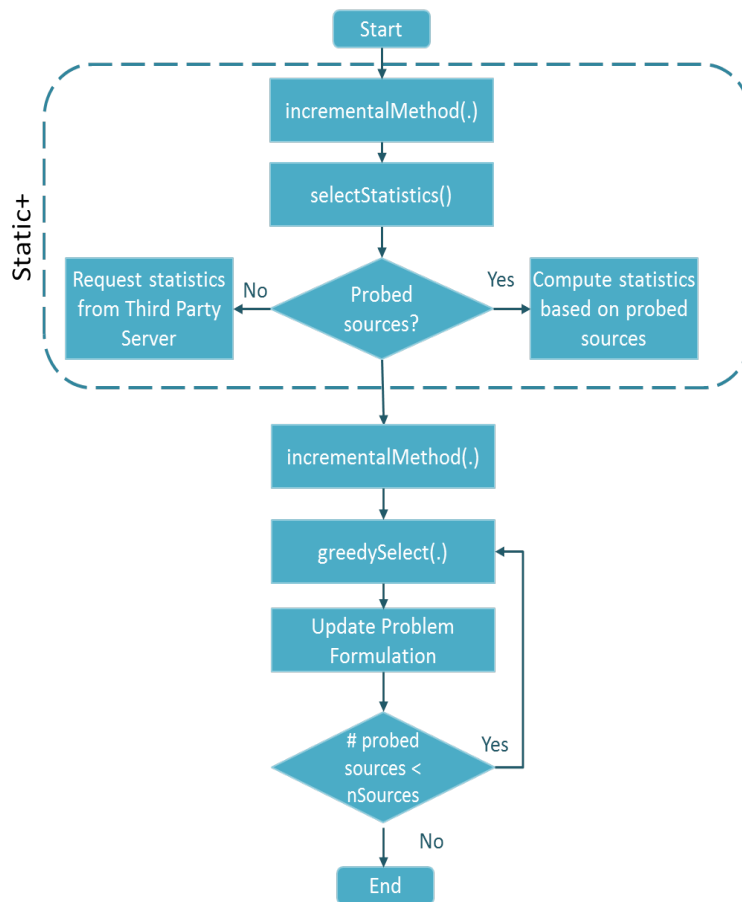 Start
Static+
incrementalMethod(.)
selectStatistics()
Request statistics
from Third Party
Server
No
Probed
sources?
Yes
Compute statistics
based on probed
sources
incrementalMethod(.)
greedySelect(.)
Update Problem
Formulation
# probed
sources <
nSources
Yes
No
End